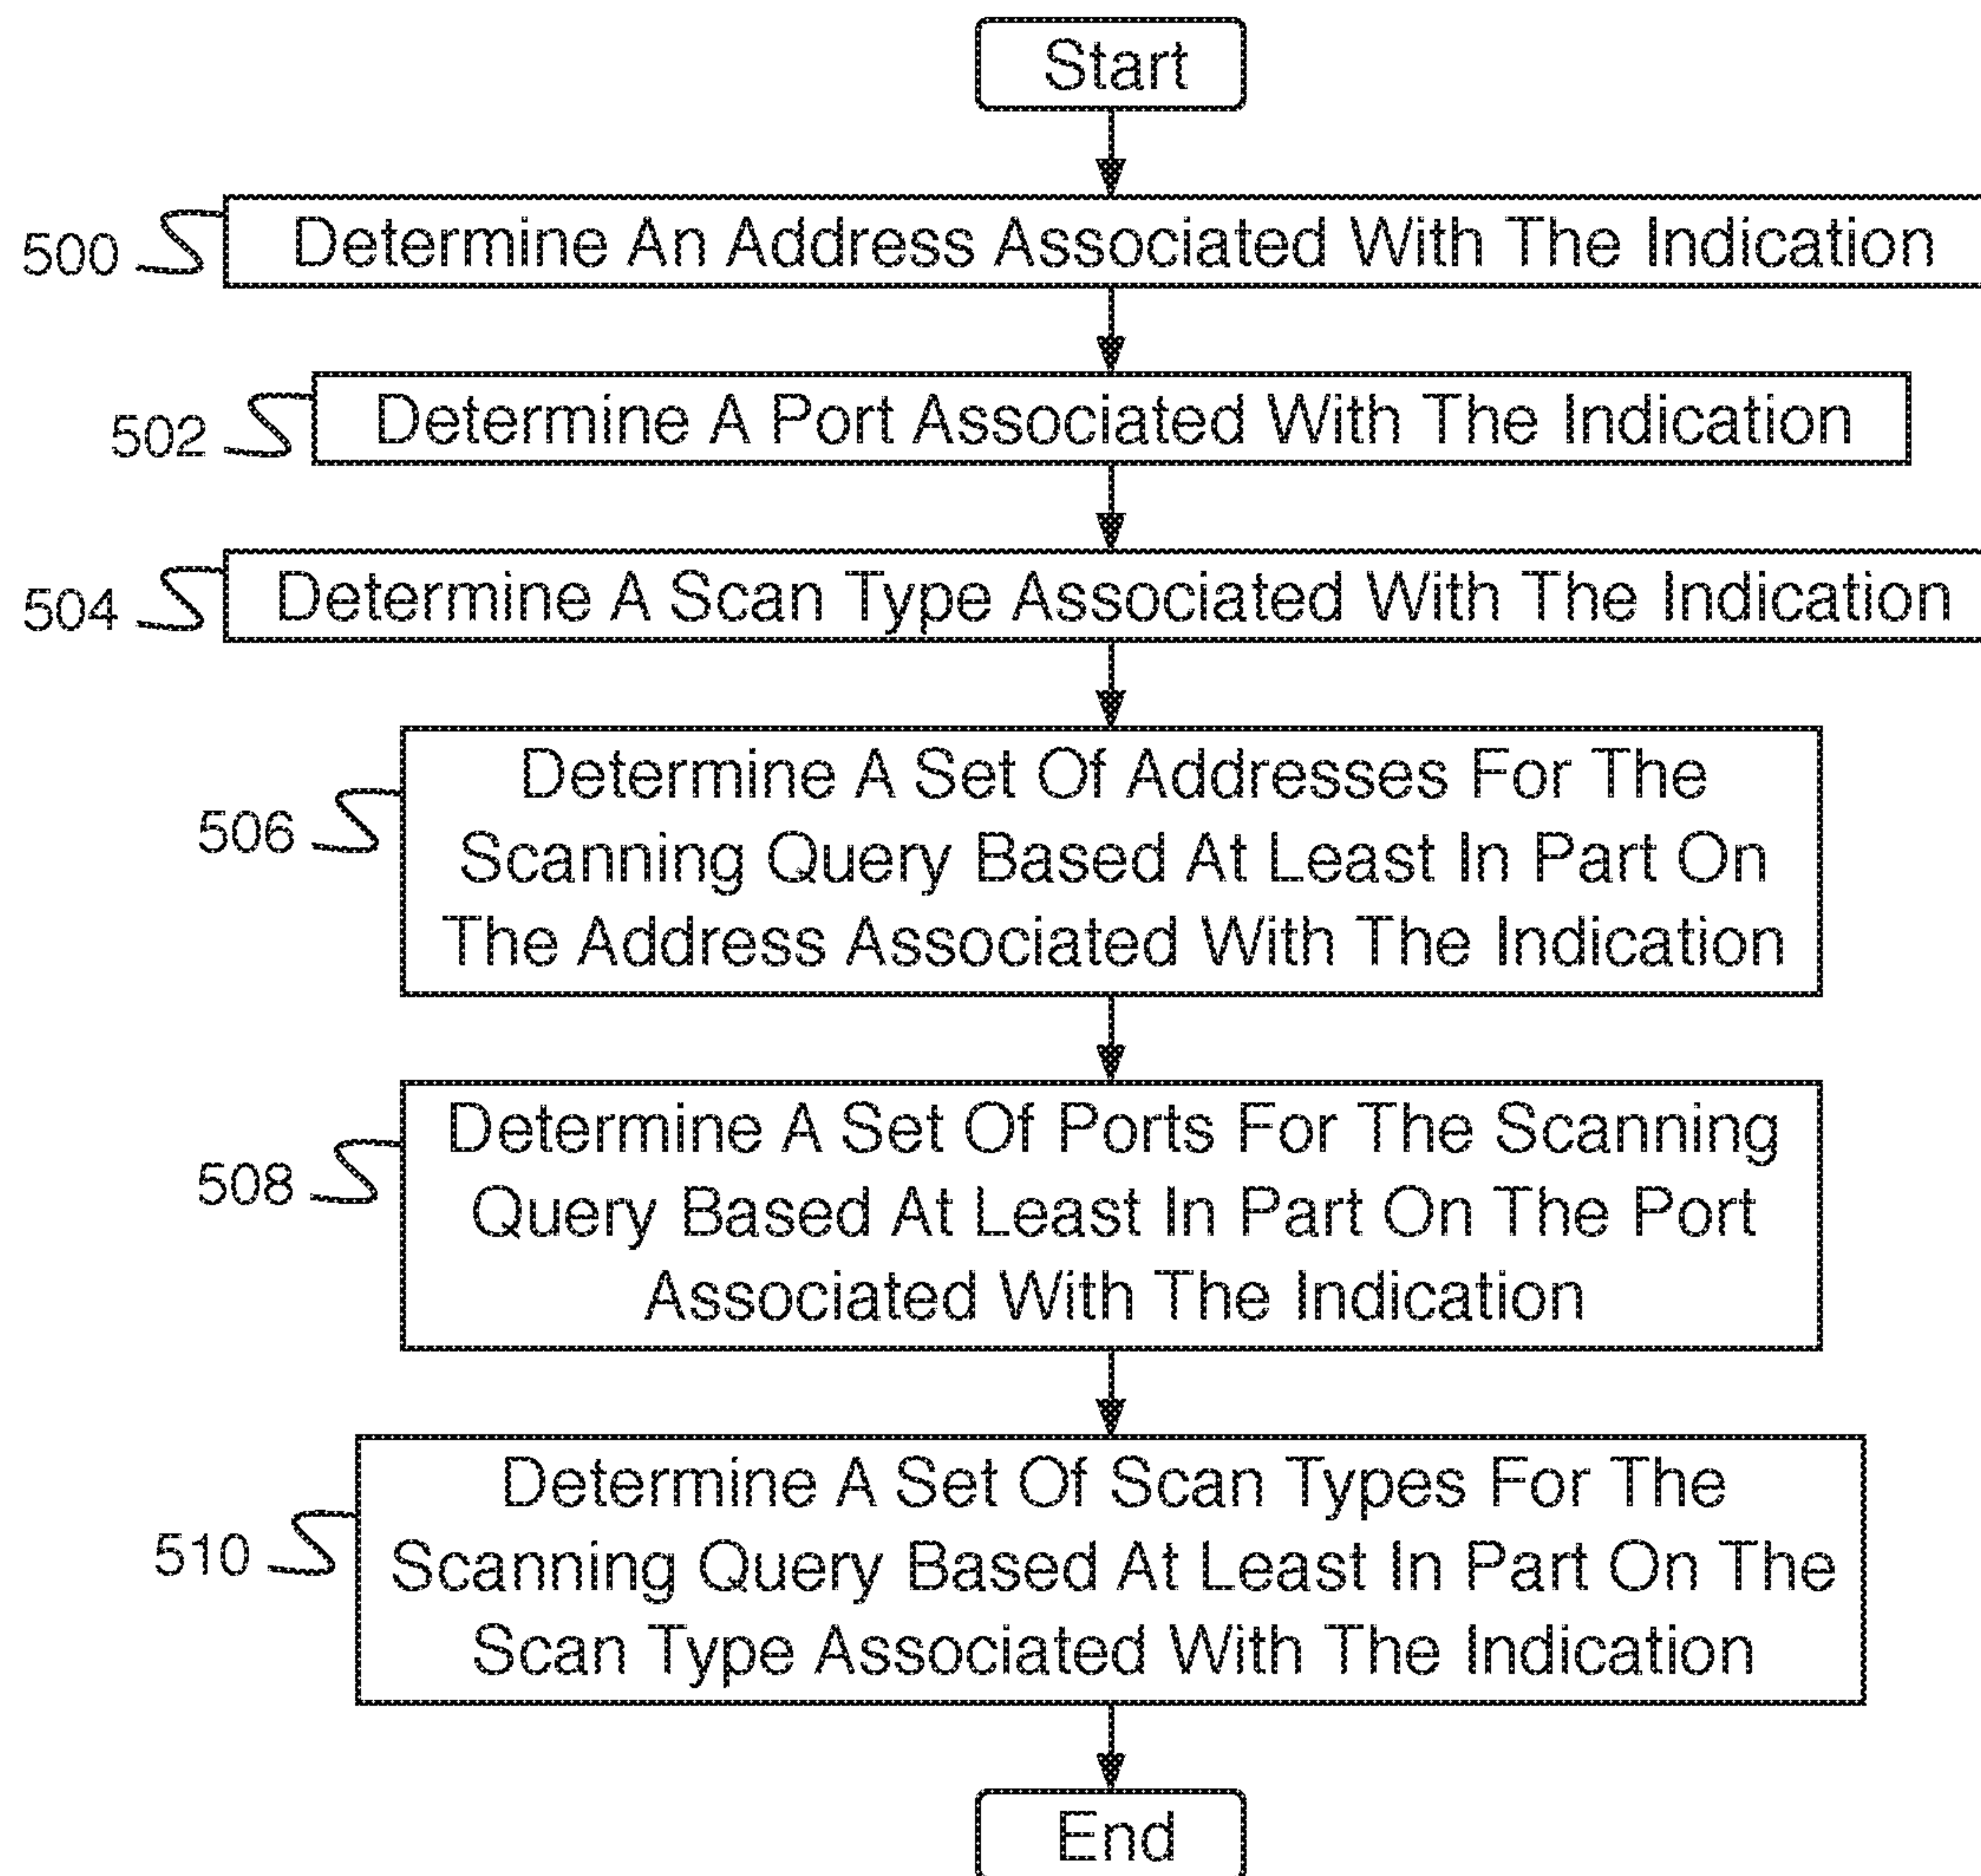 Start
500
Determine An Address Associated With The Indication
502
Determine A Port Associated With The Indication
504
Determine A Scan Type Associated With The Indication
506
Determine A Set Of Addresses For The
Scanning Query Based At Least In Part On
The Address Associated With The Indication
508
Determine A Set Of Ports For The Scanning
Query Based At Least In Part On The Port
Associated With The Indication
510
Determine A Set Of Scan Types For The
Scanning Query Based At Least In Part On The
Scan Type Associated With The Indication
End